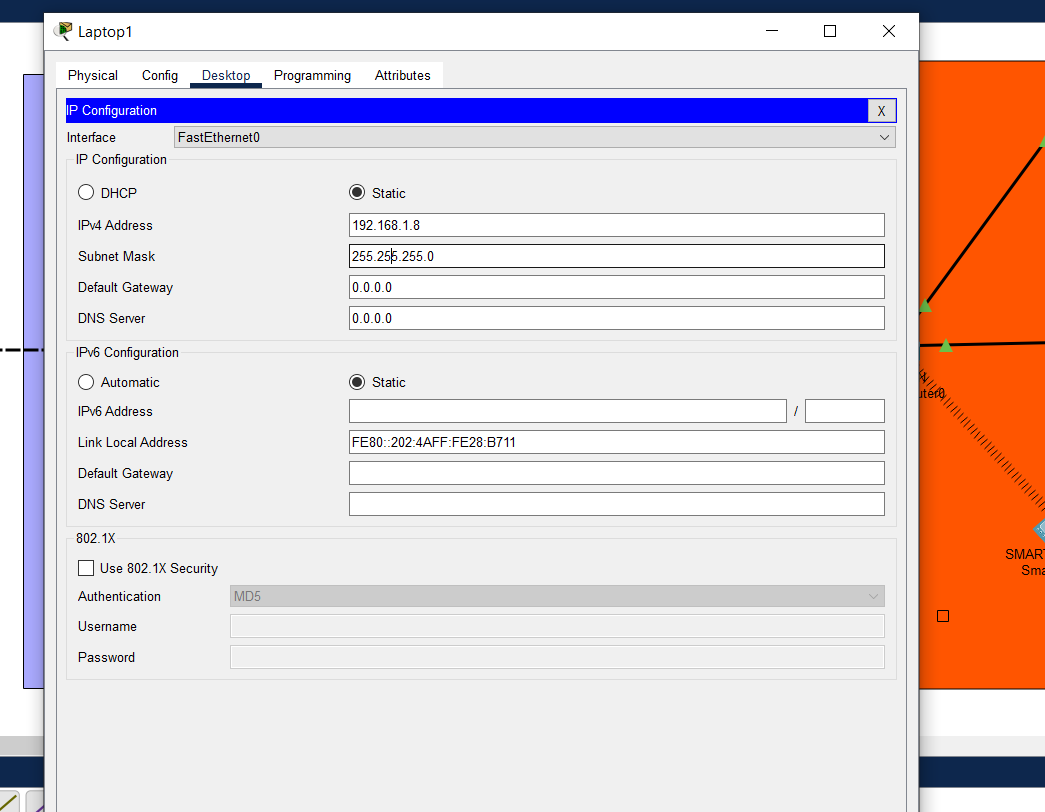 Laptop1
Physical Config Desktop Programming Attributes
IP Configuration X
Interface FastEthernet0
IP Configuration
DHCP Static
IPv4 Address 192.168.1.8
Subnet Mask 255.255.255.0
Default Gateway 0.0.0.0
DNS Server 0.0.0.0
IPv6 Configuration
Automatic Static
IPv6 Address /
Link Local Address FE80::202:4AFF:FE28:B711
Default Gateway
DNS Server
802.1X
Use 802.1X Security
Authentication MD5
Username
Password
uter0
SMAR
Sma